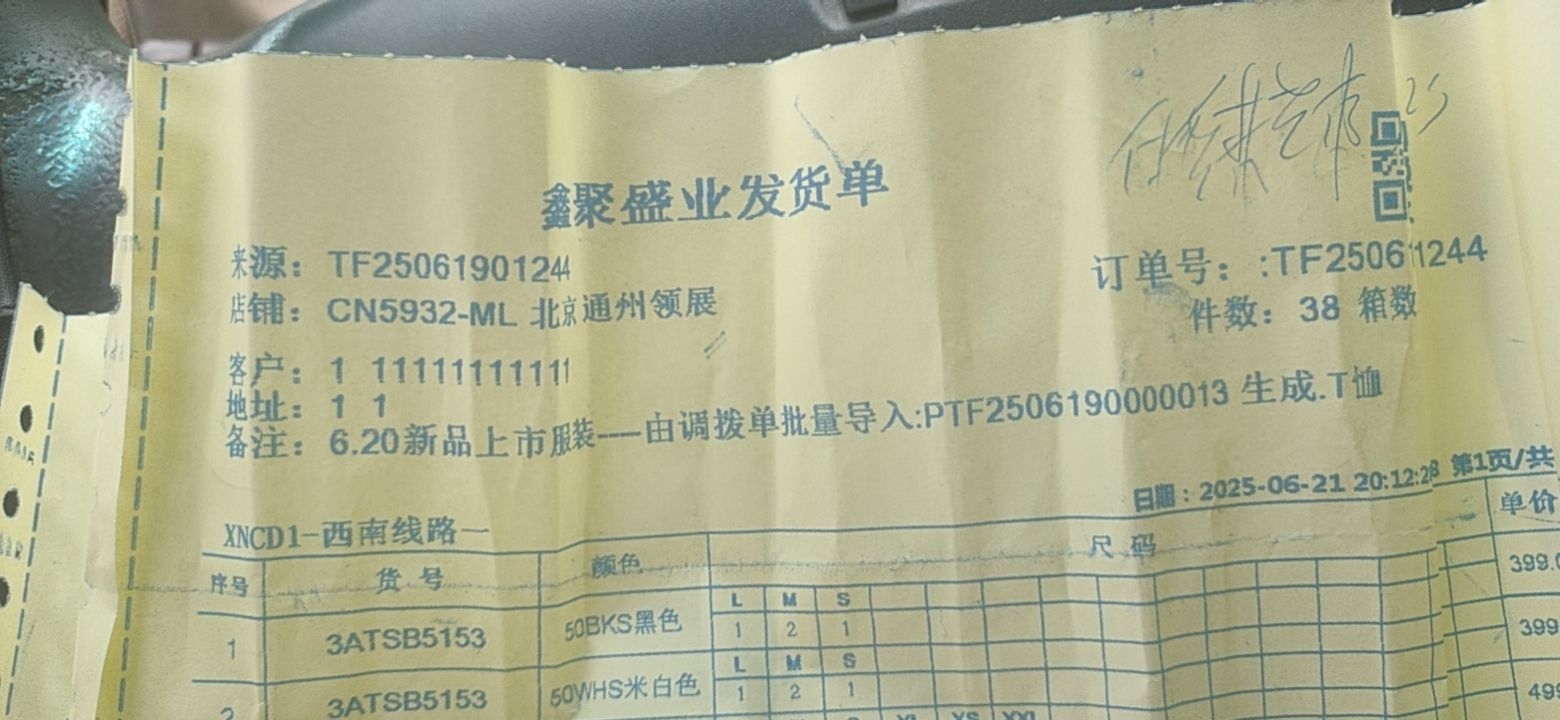 鑫聚盛业发货单
来源：TF25061901244
订单号：:TF25061244
店铺：CN5932-ML 北京通州领展
件数：38 箱数
客户：1 11111111111
地址：1 1
备注：6.20新品上市服装---由调拨单批量导入:PTF2506190000013 生成.T恤
日期：2025-06-21 20:12:28 第1页/共
XNCD1-西南线路一
序号 货号 颜色 尺码 单价
399.0
L M S
1 3ATSB5153 50BKS黑色 1 2 1 399
L M S
2 3ATSB5153 50WHS米白色 1 2 1 499
XL XS XXL